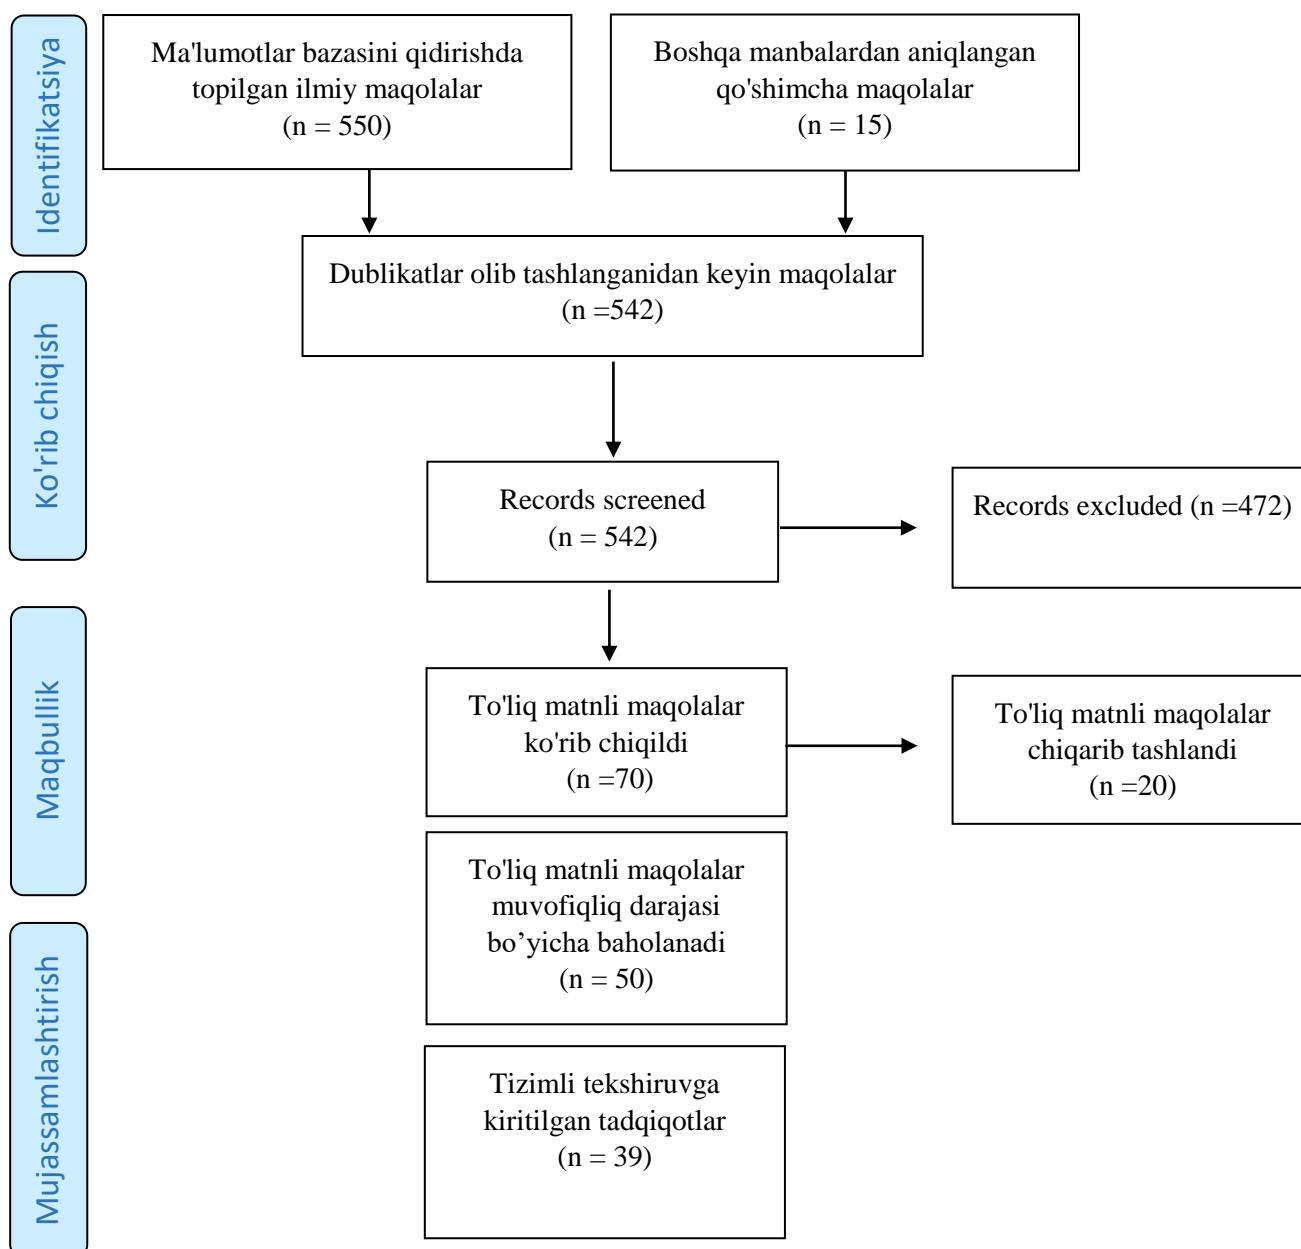 Identifikatsiya
Ma'lumotlar bazasini qidirishda
topilgan ilmiy maqolalar
(n = 550)
Boshqa manbalardan aniqlangan
qo'shimcha maqolalar
(n = 15)
Dublikatlar olib tashlanganidan keyin maqolalar
(n =542)
Ko'rib chiqish
Records screened
(n = 542)
Records excluded (n =472)
Maqbullik
To'liq matnli maqolalar
ko'rib chiqildi
(n =70)
To'liq matnli maqolalar
chiqarib tashlandi
(n =20)
To'liq matnli maqolalar
muvofiqliq darajasi
bo’yicha baholanadi
(n = 50)
Mujassamlashtirish
Tizimli tekshiruvga
kiritilgan tadqiqotlar
(n = 39)